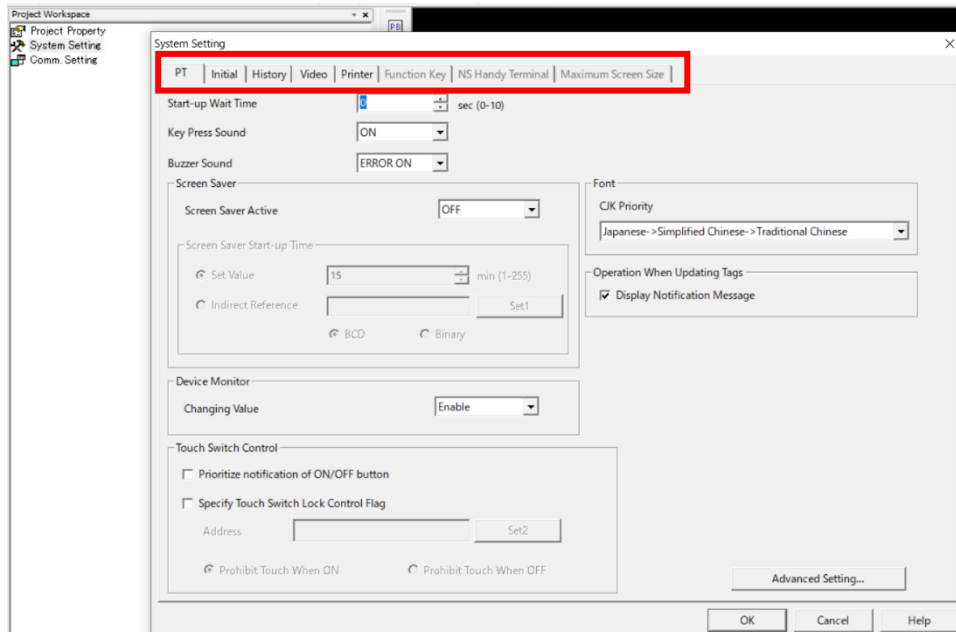 Project Workspace
Project Property
System Setting
Comm. Setting
PB
System Setting
PT Initial History Video Printer Function Key NS Handy Terminal Maximum Screen Size
Start-up Wait Time 0 sec (0-10)
Key Press Sound ON
Buzzer Sound ERROR ON
Screen Saver
Screen Saver Active OFF
Screen Saver Start-up Time
Set Value 15 min (1-255)
Indirect Reference Set1
BCD Binary
Font
CJK Priority
Japanese->Simplified Chinese->Traditional Chinese
Operation When Updating Tags
Display Notification Message
Device Monitor
Changing Value Enable
Touch Switch Control
Prioritize notification of ON/OFF button
Specify Touch Switch Lock Control Flag
Address Set2
Prohibit Touch When ON Prohibit Touch When OFF
Advanced Setting...
OK Cancel Help